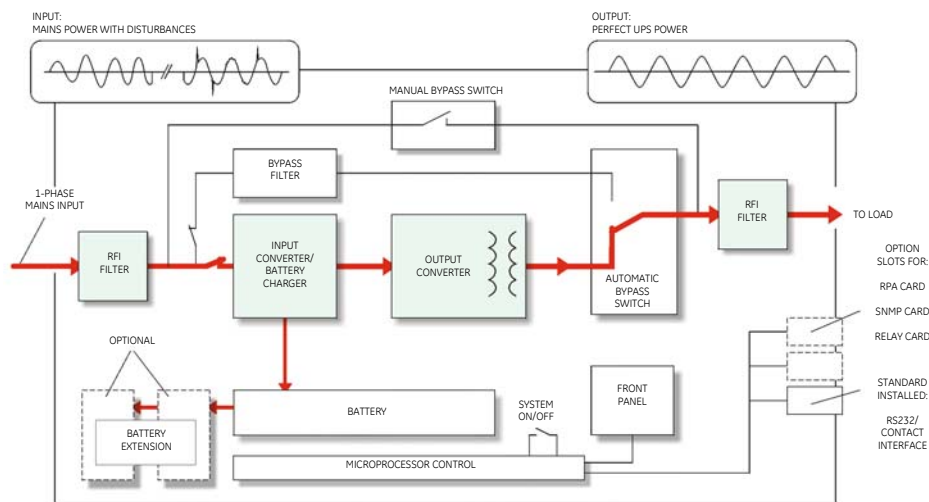 INPUT:
MAINS POWER WITH DISTURBANCES
OUTPUT:
PERFECT UPS POWER
MANUAL BYPASS SWITCH
BYPASS
FILTER
1-PHASE
MAINS INPUT
RFI
FILTER
INPUT
CONVERTER/
BATTERY
CHARGER
OUTPUT
CONVERTER
AUTOMATIC
BYPASS
SWITCH
RFI
FILTER
TO LOAD
OPTION
SLOTS FOR:
RPA CARD
SNMP CARD
RELAY CARD
STANDARD
INSTALLED:
RS232/
CONTACT
INTERFACE
OPTIONAL
BATTERY
EXTENSION
BATTERY
SYSTEM
ON/OFF
FRONT
PANEL
MICROPROCESSOR CONTROL